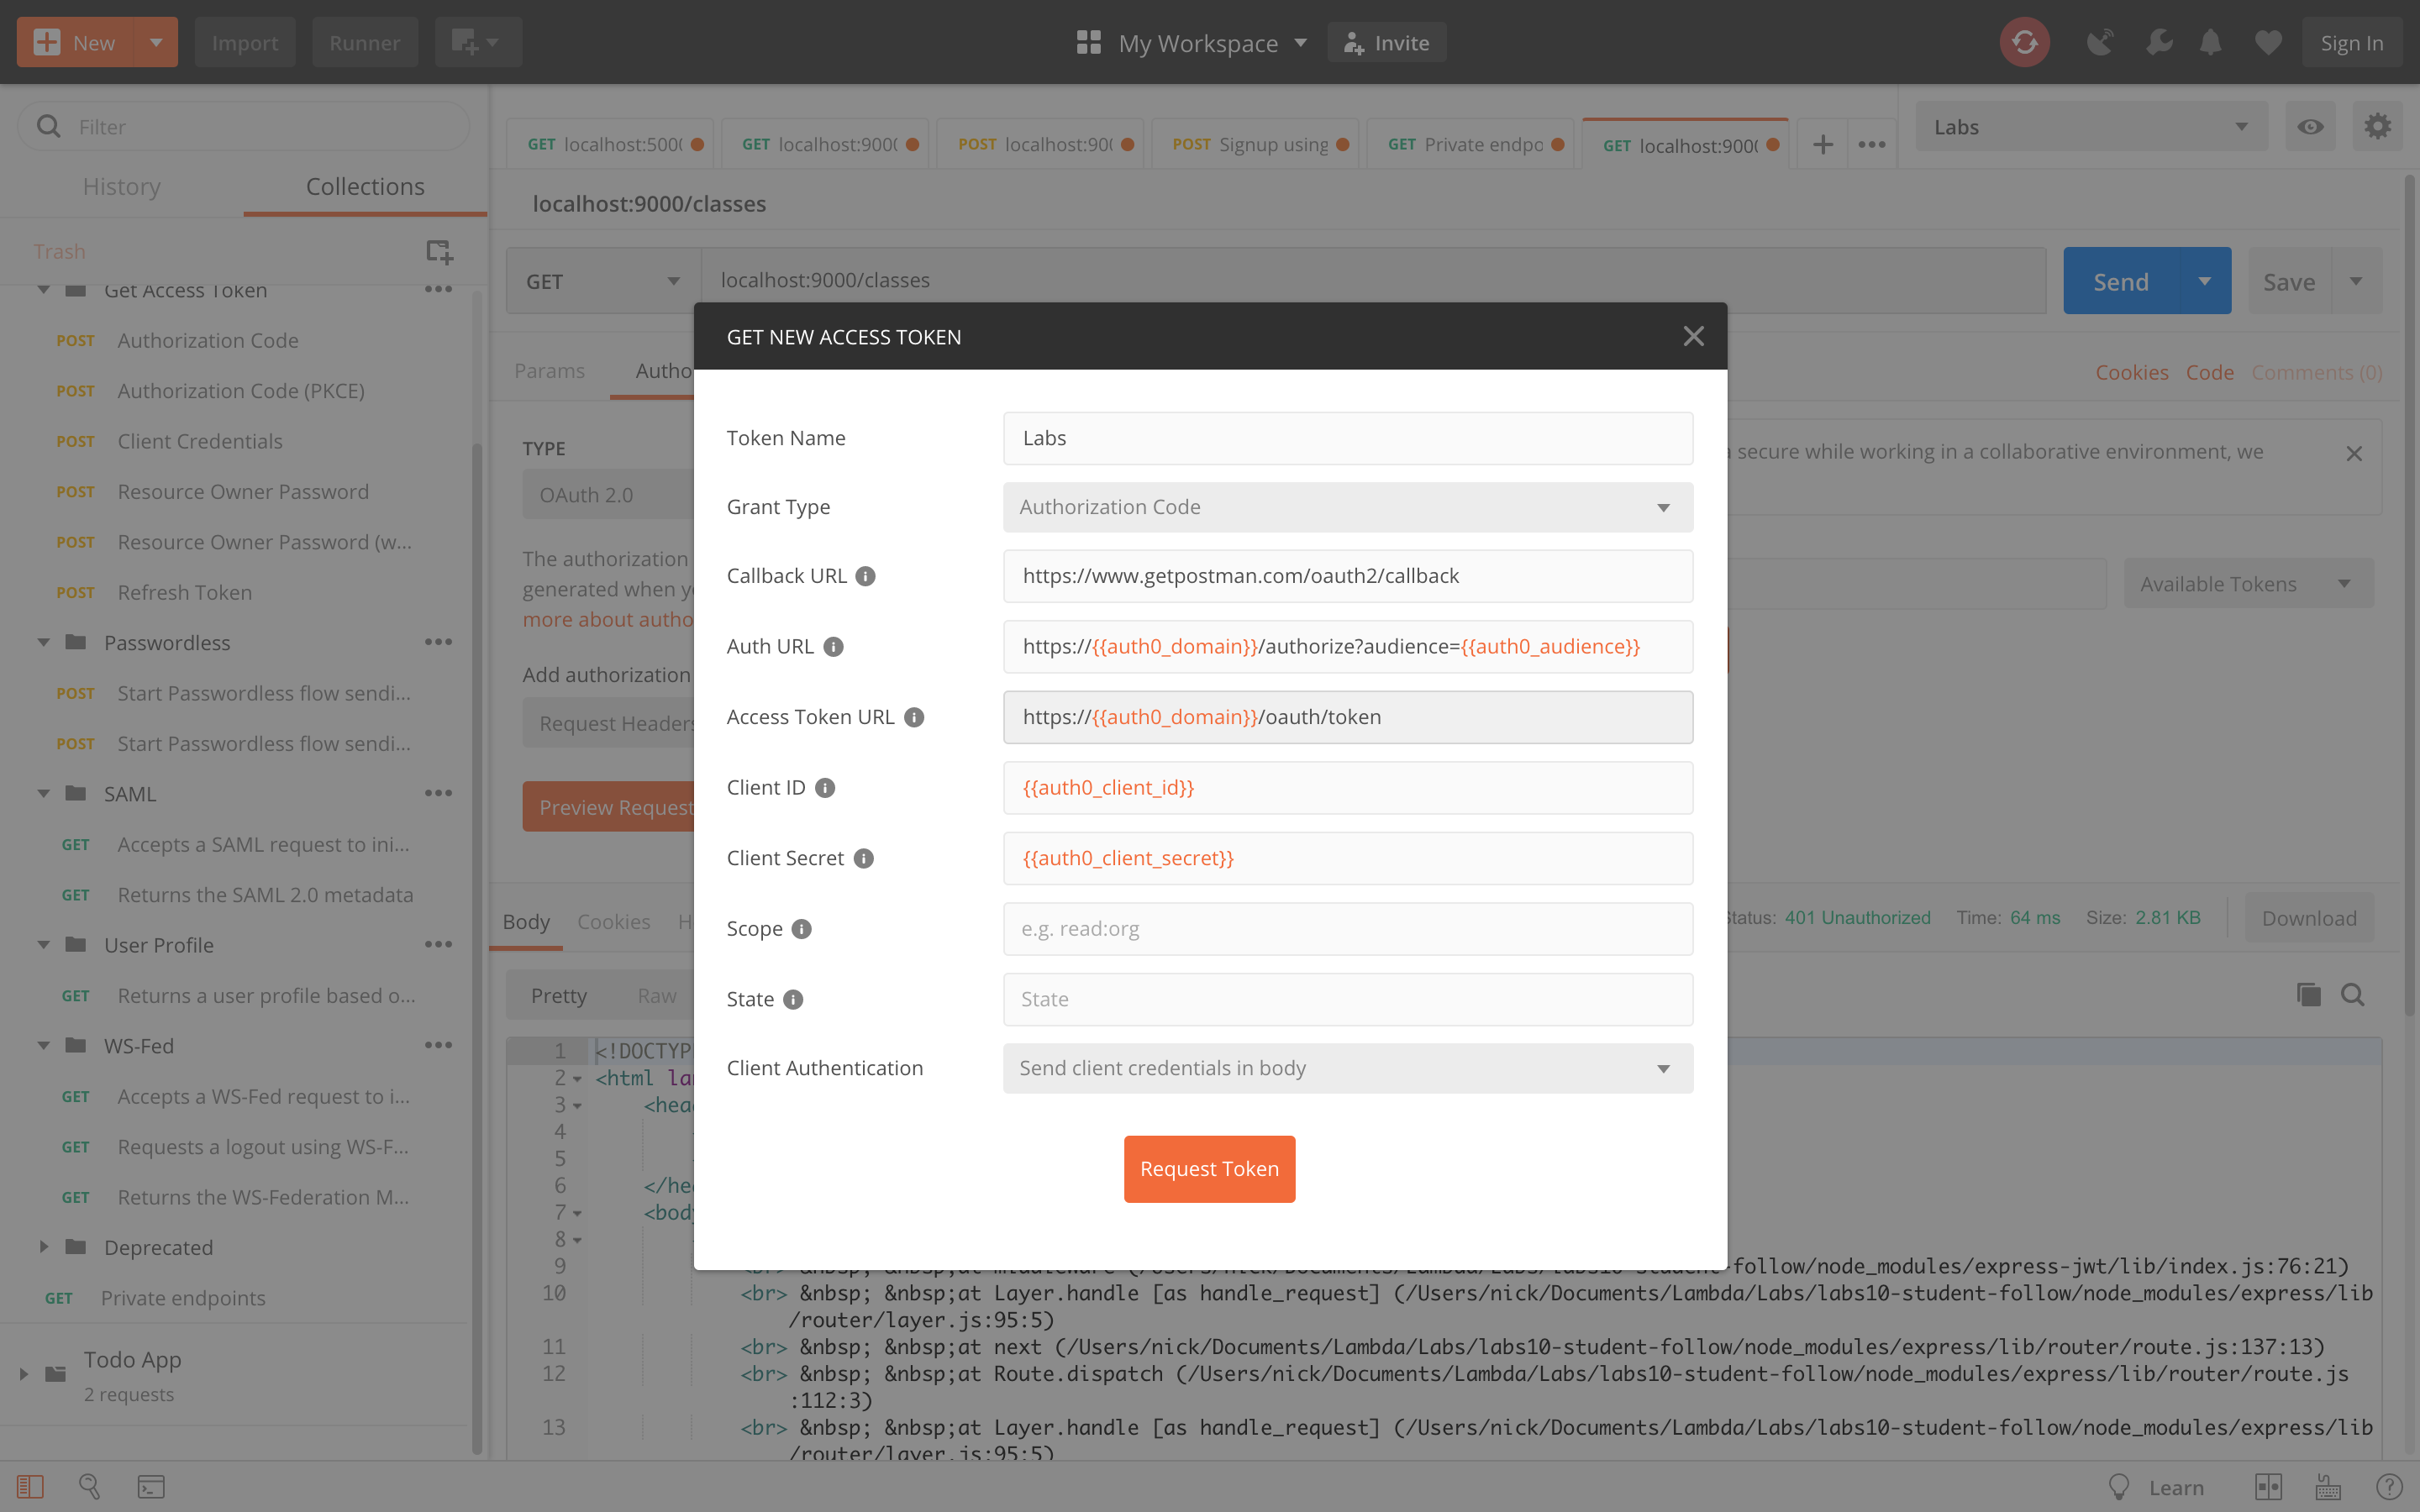 New
Import
Runner
My Workspace
Invite
Sign In
Filter
History
Collections
Trash
Get Access Token
POST Authorization Code
POST Authorization Code (PKCE)
POST Client Credentials
POST Resource Owner Password
POST Resource Owner Password (w...
POST Refresh Token
Passwordless
POST Start Passwordless flow sendi...
POST Start Passwordless flow sendi...
SAML
GET Accepts a SAML request to ini...
GET Returns the SAML 2.0 metadata
User Profile
GET Returns a user profile based o...
WS-Fed
GET Accepts a WS-Fed request to i...
GET Requests a logout using WS-F...
GET Returns the WS-Federation M...
Deprecated
GET Private endpoints
Todo App
2 requests
GET localhost:500
GET localhost:900
POST localhost:90
POST Signup using
GET Private endpo
GET localhost:900
Labs
localhost:9000/classes
GET
localhost:9000/classes
Send
Save
Params
Autho
Cookies
Code
Comments (0)
TYPE
OAuth 2.0
secure while working in a collaborative environment, we
The authorization
generated when
more about autho
Available Tokens
Add authorization
Request Headers
Preview Request
GET NEW ACCESS TOKEN
Token Name
Labs
Grant Type
Authorization Code
Callback URL
https://www.getpostman.com/oauth2/callback
Auth URL
https://{{auth0_domain}}/authorize?audience={{auth0_audience}}
Access Token URL
https://{{auth0_domain}}/oauth/token
Client ID
{{auth0_client_id}}
Client Secret
{{auth0_client_secret}}
Scope
e.g. read:org
State
State
Client Authentication
Send client credentials in body
Request Token
Body
Cookies
H
Status: 401 Unauthorized
Time: 64 ms
Size: 2.81 KB
Download
Pretty
Raw
1 <!DOCTYP
2 <html la
3 <hea
4
5
6 </he
7 <bod
8
9 follow/node_modules/express-jwt/lib/index.js:76:21)
10 <br> &nbsp; &nbsp;at Layer.handle [as handle_request] (/Users/nick/Documents/Lambda/Labs/labs10-student-follow/node_modules/express/lib
/router/layer.js:95:5)
11 <br> &nbsp; &nbsp;at next (/Users/nick/Documents/Lambda/Labs/labs10-student-follow/node_modules/express/lib/router/route.js:137:13)
12 <br> &nbsp; &nbsp;at Route.dispatch (/Users/nick/Documents/Lambda/Labs/labs10-student-follow/node_modules/express/lib/router/route.js
:112:3)
13 <br> &nbsp; &nbsp;at Layer.handle [as handle_request] (/Users/nick/Documents/Lambda/Labs/labs10-student-follow/node_modules/express/lib
/router/layer.js:95:5)
Learn